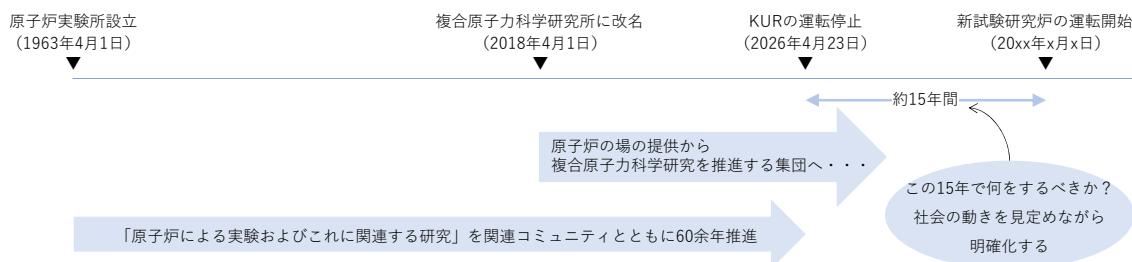 原子炉実験所設立
（1963年4月1日）
複合原子力科学研究所に改名
（2018年4月1日）
KURの運転停止
（2026年4月23日）
新試験研究炉の運転開始
（20xx年x月x日）
約15年間
原子炉の場の提供から
複合原子力科学研究を推進する集団へ・・・
この15年で何をするべきか？
社会の動きを見定めながら
明確化する
「原子炉による実験およびこれに関連する研究」を関連コミュニティとともに60余年推進